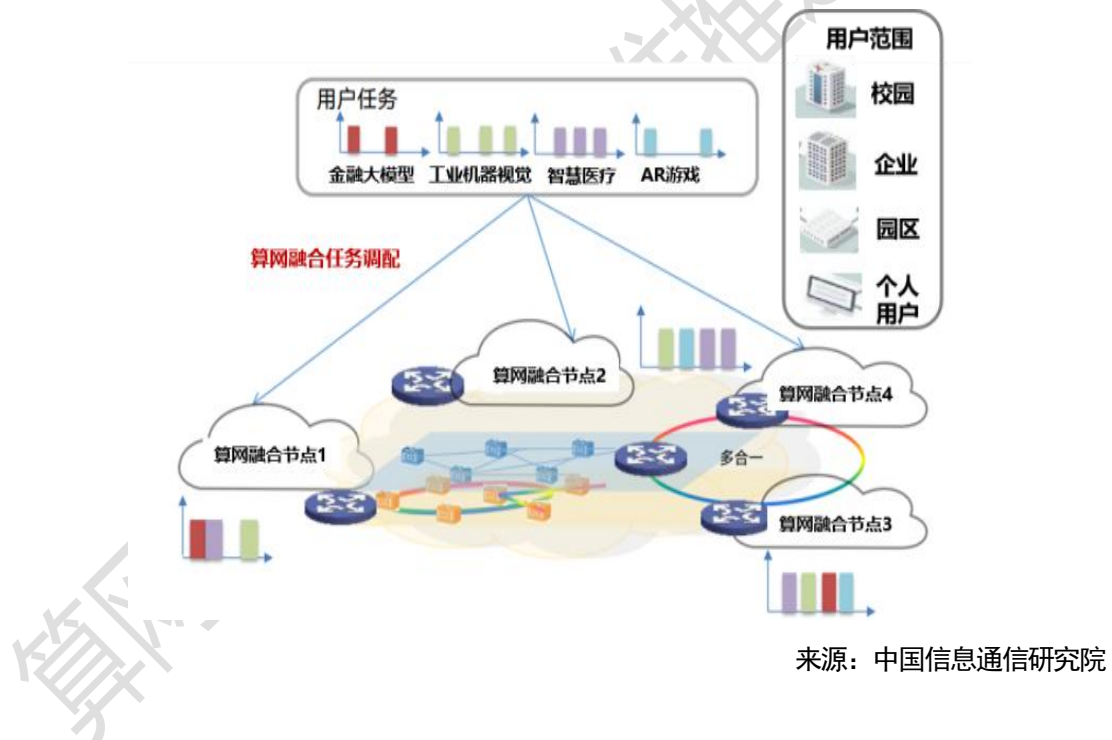 用户范围
校园
企业
园区
个人
用户
用户任务
金融大模型
工业机器视觉
智慧医疗
AR游戏
算网融合任务调配
算网融合节点2
算网融合节点4
算网融合节点1
多合一
算网融合节点3
来源：中国信息通信研究院